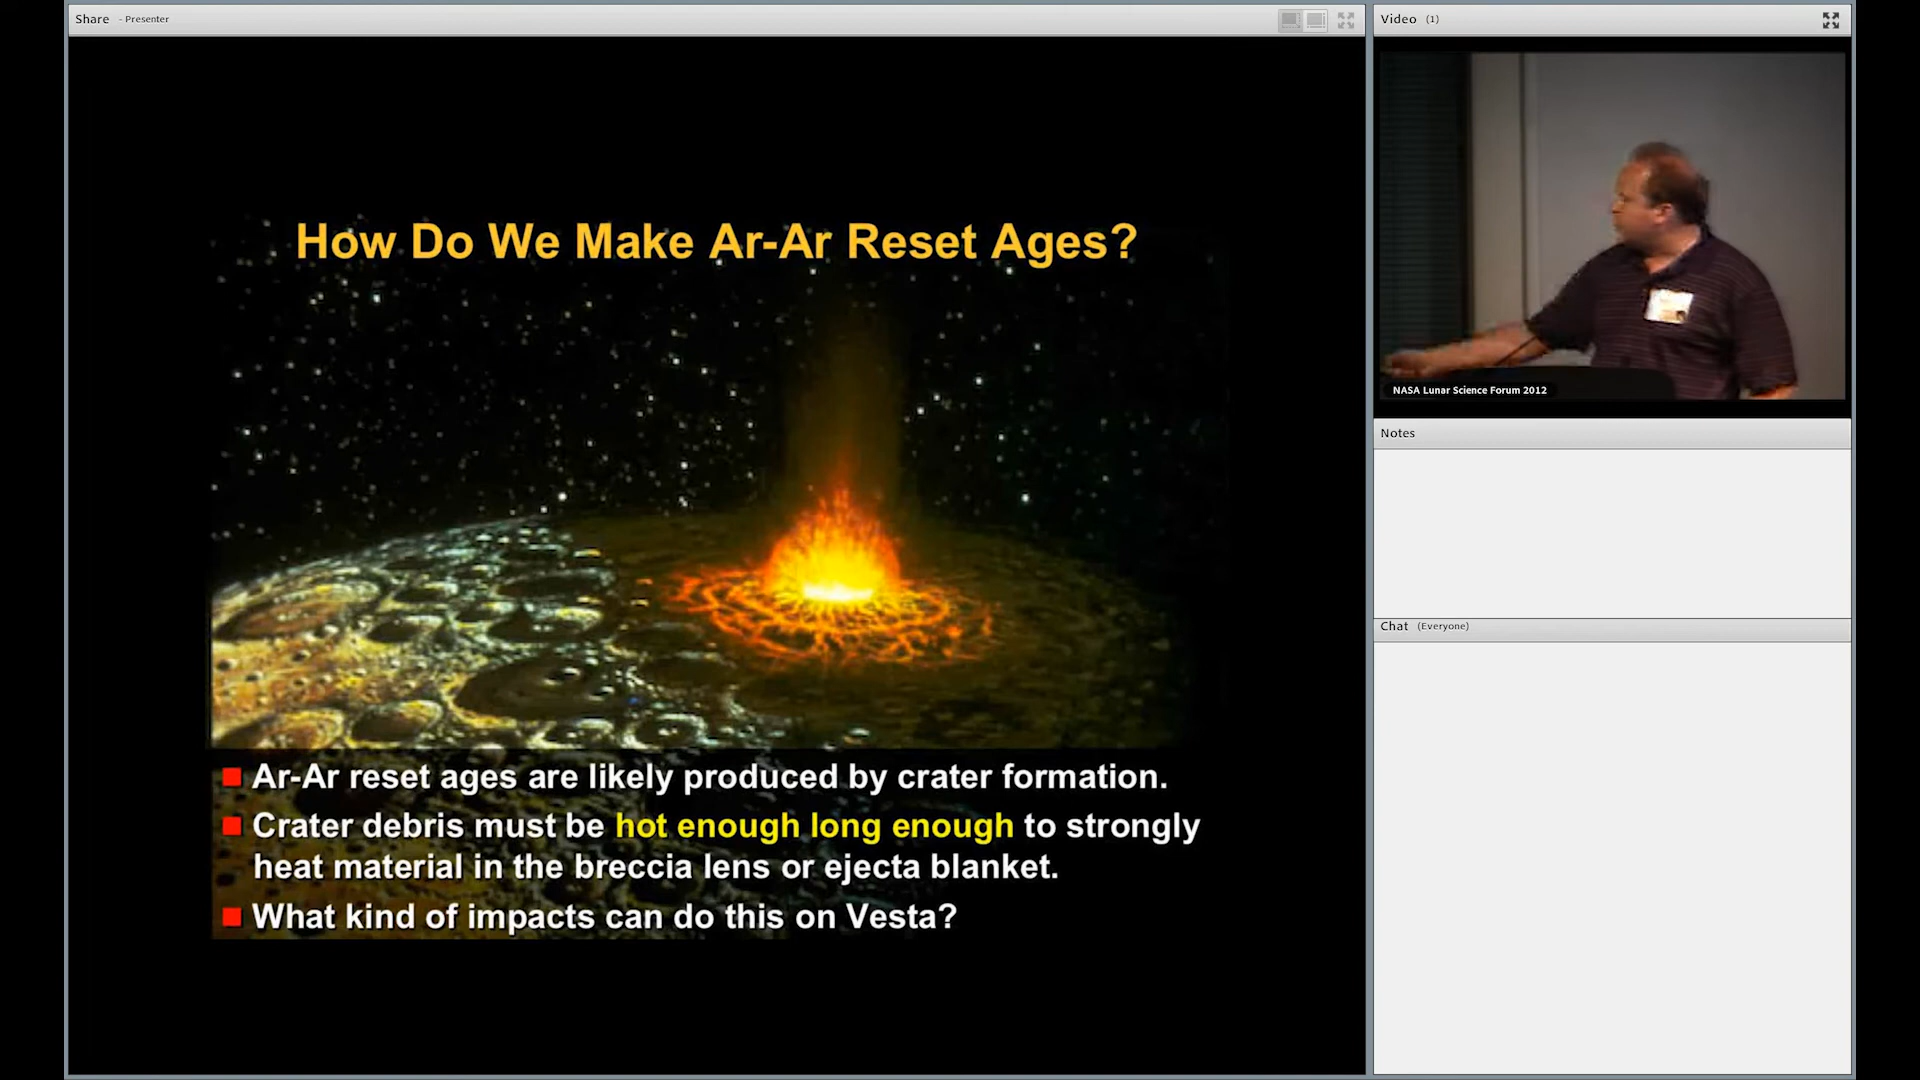 Share - Presenter
Video (1)
How Do We Make Ar-Ar Reset Ages?
Ar-Ar reset ages are likely produced by crater formation.
Crater debris must be hot enough long enough to strongly
heat material in the breccia lens or ejecta blanket.
What kind of impacts can do this on Vesta?
NASA Lunar Science Forum 2012
Notes
Chat (Everyone)